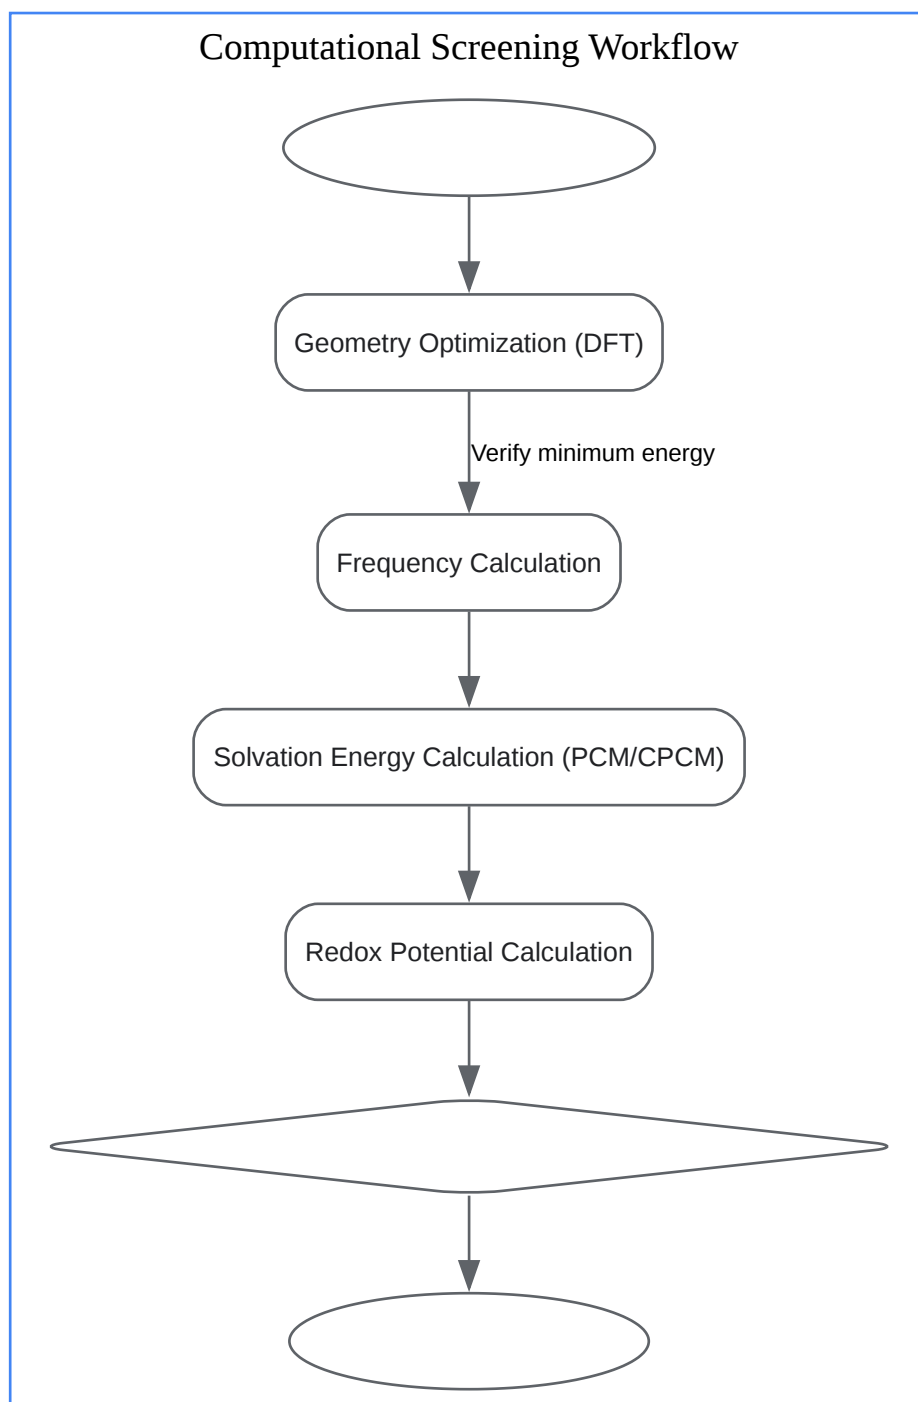 Computational Screening Workflow
Geometry Optimization (DFT)
Verify minimum energy
Frequency Calculation
Solvation Energy Calculation (PCM/CPCM)
Redox Potential Calculation